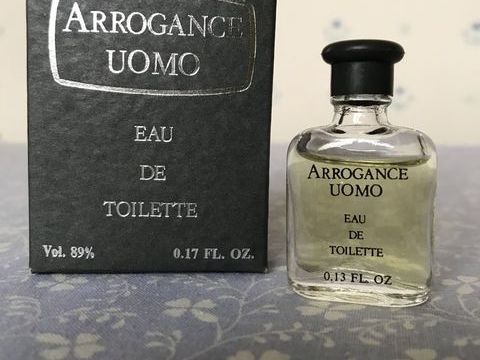 ARROGANCE
UOMO
EAU
DE
TOILETTE
Vol. 89% 0.17 FL. OZ.
ARROGANCE
UOMO
EAU
DE
TOILETTE
0.13 FL. OZ